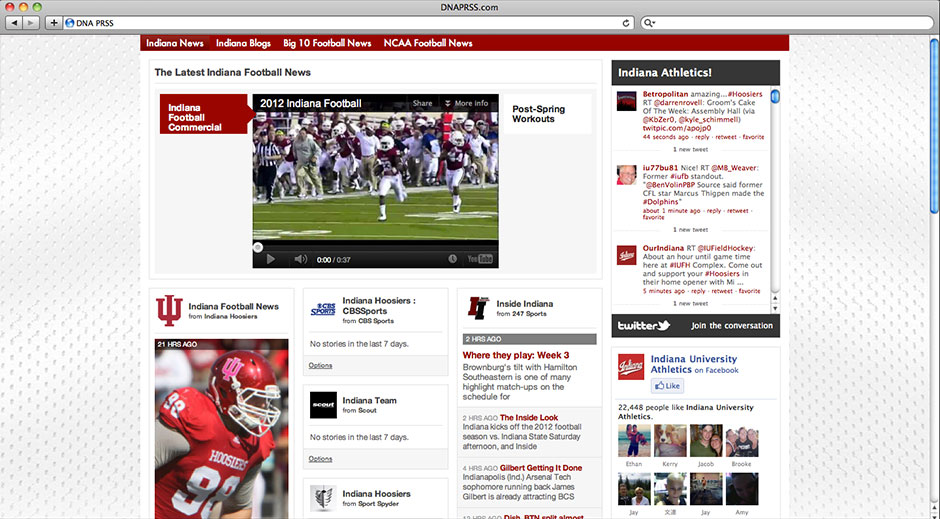 DNAPRSS.com
DNA PRSS
Indiana News Indiana Blogs Big 10 Football News NCAA Football News
The Latest Indiana Football News
Indiana
Football
Commercial
2012 Indiana Football Share More info
0:00 / 0:37 YouTube
Post-Spring
Workouts
Indiana Athletics!
Betropolitan amazing...#Hoosiers
RT @darrenrovell: Groom's Cake
Of The Week: Assembly Hall (via
@KbZer0, @kyle_schimmell)
twitpic.com/apojp0
44 seconds ago · reply · retweet · favorite
1 new tweet
iu77bu81 Nice! RT @MB_Weaver:
Former #iufb standout.
"@BenVolinPBP Source said former
CFL star Marcus Thigpen made the
#Dolphins"
about 1 minute ago · reply · retweet ·
favorite
1 new tweet
OurIndiana RT @IUFieldHockey:
About an hour until game time
here at #IUFH Complex. Come out
and support your #Hoosiers in
their home opener with Mi ...
5 minutes ago · reply · retweet · favorite
1 new tweet
twitter Join the conversation
Indiana Football News
from Indiana Hoosiers
21 HRS AGO
IU
HOOSIERS
98
CBS
SPORTS
Indiana Hoosiers :
CBSSports
from CBS Sports
No stories in the last 7 days.
Options
scout
Indiana Team
from Scout
No stories in the last 7 days.
Options
Indiana Hoosiers
from Sport Spyder
Inside Indiana
from 247 Sports
2 HRS AGO
Where they play: Week 3
Brownburg's tilt with Hamilton
Southeastern is one of many
highlight match-ups on the
schedule for
2 HRS AGO The Inside Look
Indiana kicks off the 2012 football
season vs. Indiana State Saturday
afternoon, and Inside
4 HRS AGO Gilbert Getting It Done
Indianapolis (Ind.) Arsenal Tech
sophomore running back James
Gilbert is already attracting BCS
12 HRS AGO Dish, BTN split almost
Indiana
Indiana University
Athletics on Facebook
Like
22,448 people like Indiana University
Athletics.
Ethan Kerry Jacob Brooke
Jay Jay Amy